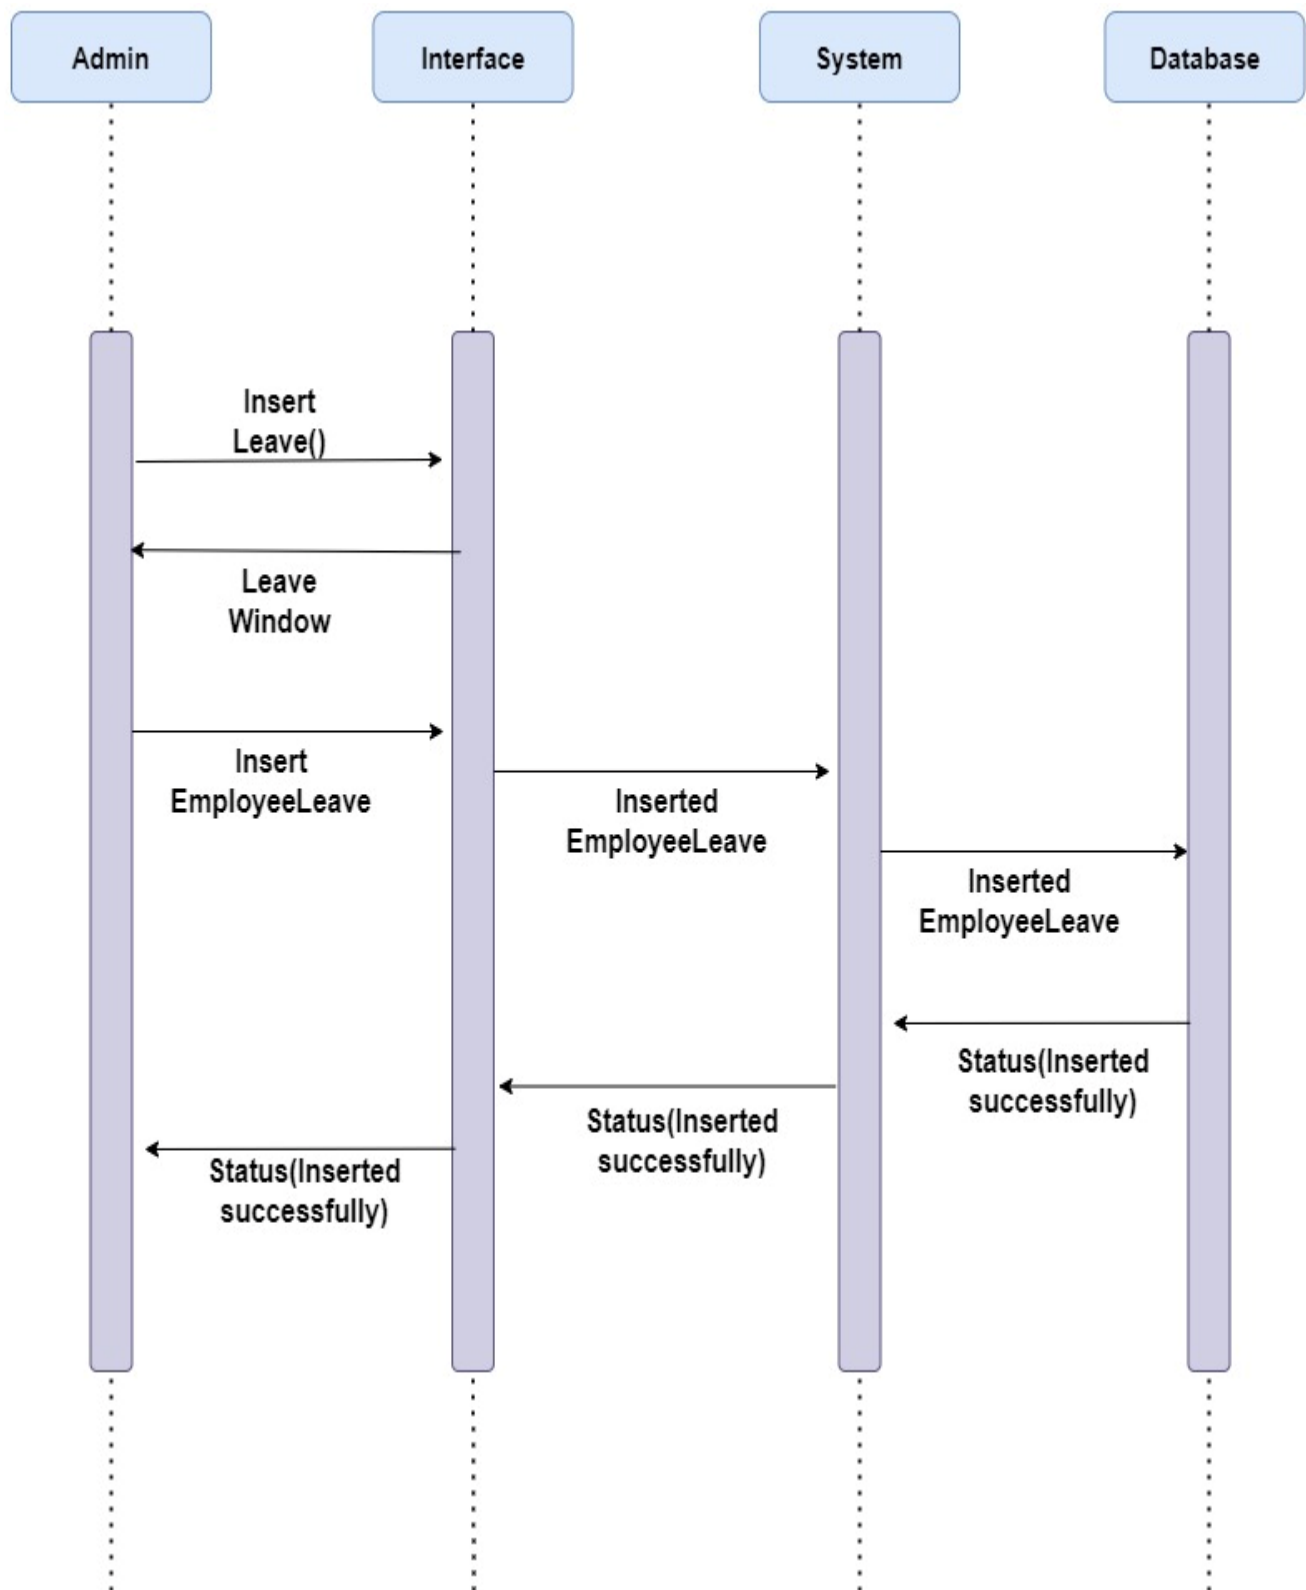 Admin
Interface
System
Database
Insert
Leave()
Leave
Window
Insert
EmployeeLeave
Inserted
EmployeeLeave
Inserted
EmployeeLeave
Status(Inserted
successfully)
Status(Inserted
successfully)
Status(Inserted
successfully)